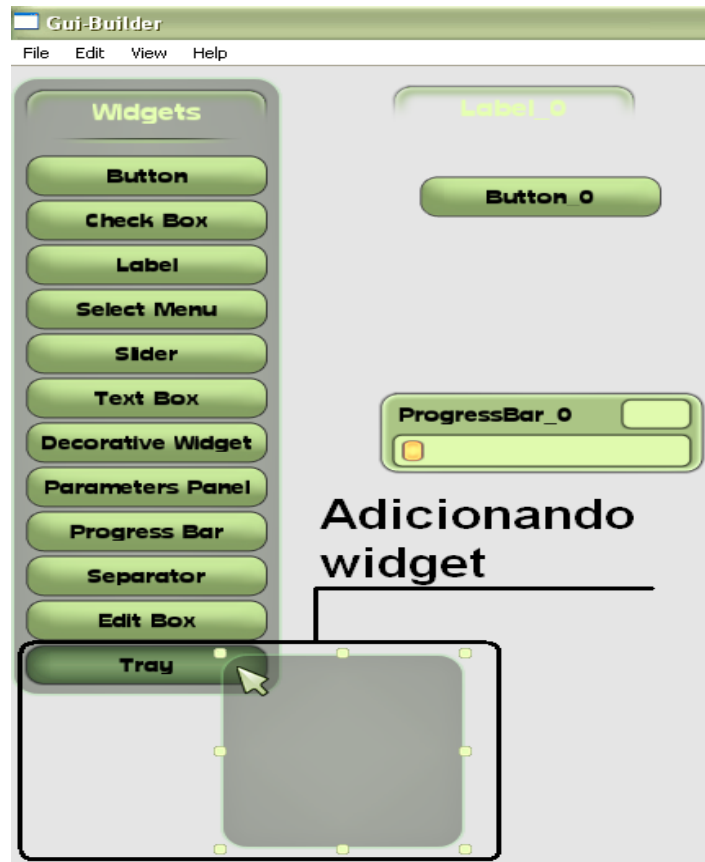 Gui-Builder
File Edit View Help
Widgets
Button
Check Box
Label
Select Menu
Slider
Text Box
Decorative Widget
Parameters Panel
Progress Bar
Separator
Edit Box
Tray
Label_0
Button_0
ProgressBar_0
Adicionando
widget